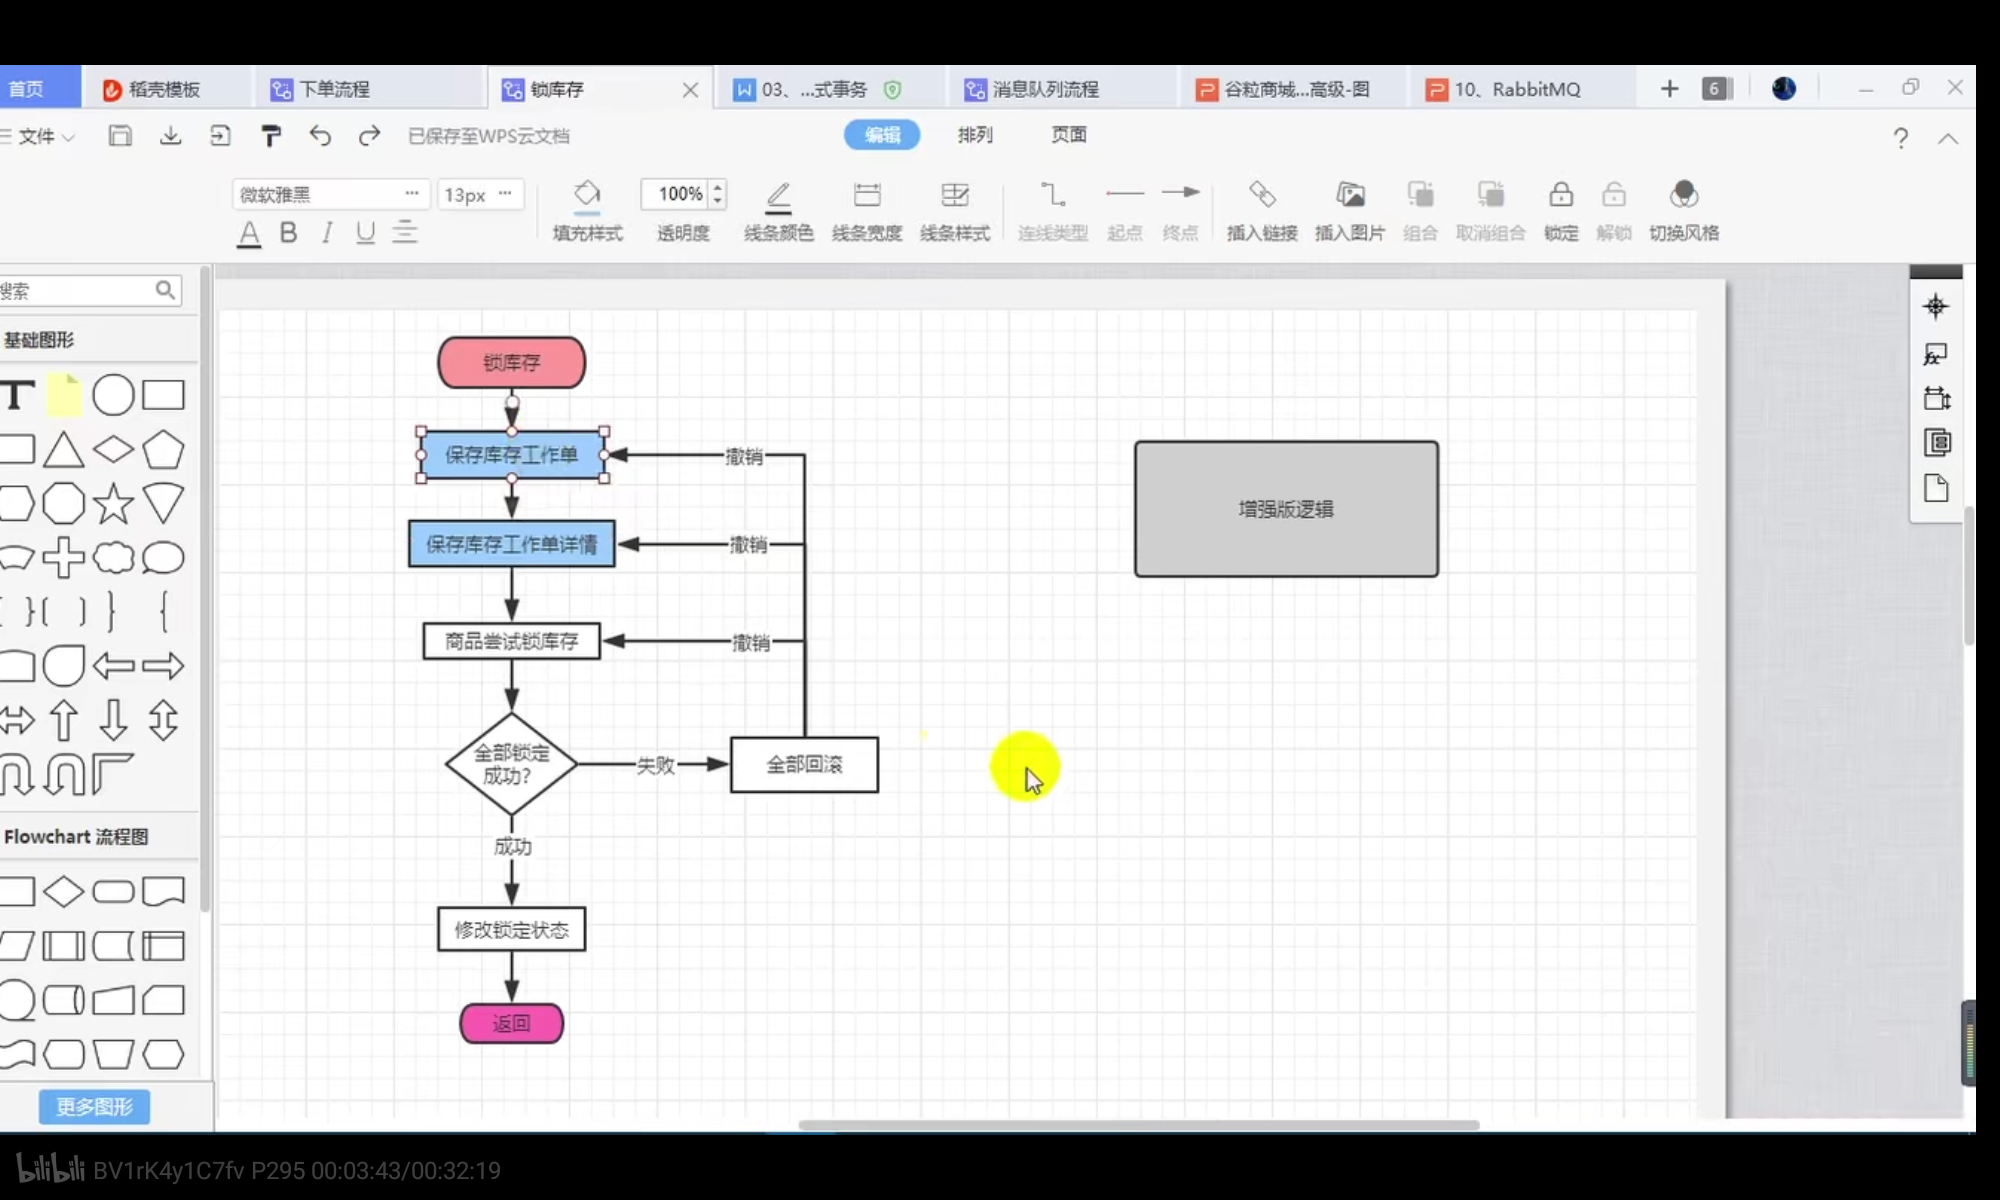 首页
稻壳模板
下单流程
锁库存
03、...式事务
消息队列流程
谷粒商城...高级-图
10、RabbitMQ
6
文件
已保存至WPS云文档
编辑
排列
页面
微软雅黑
13px
100%
A B I U
填充样式
透明度
线条颜色
线条宽度
线条样式
连线类型
起点
终点
插入链接
插入图片
组合
取消组合
锁定
解锁
切换风格
搜索
基础图形
T
Flowchart 流程图
更多图形
锁库存
保存库存工作单
撤销
保存库存工作单详情
撤销
商品尝试锁库存
撤销
全部锁定
成功?
失败
全部回滚
成功
修改锁定状态
返回
增强版逻辑
bilibili BV1rK4y1C7fv P295 00:03:43/00:32:19